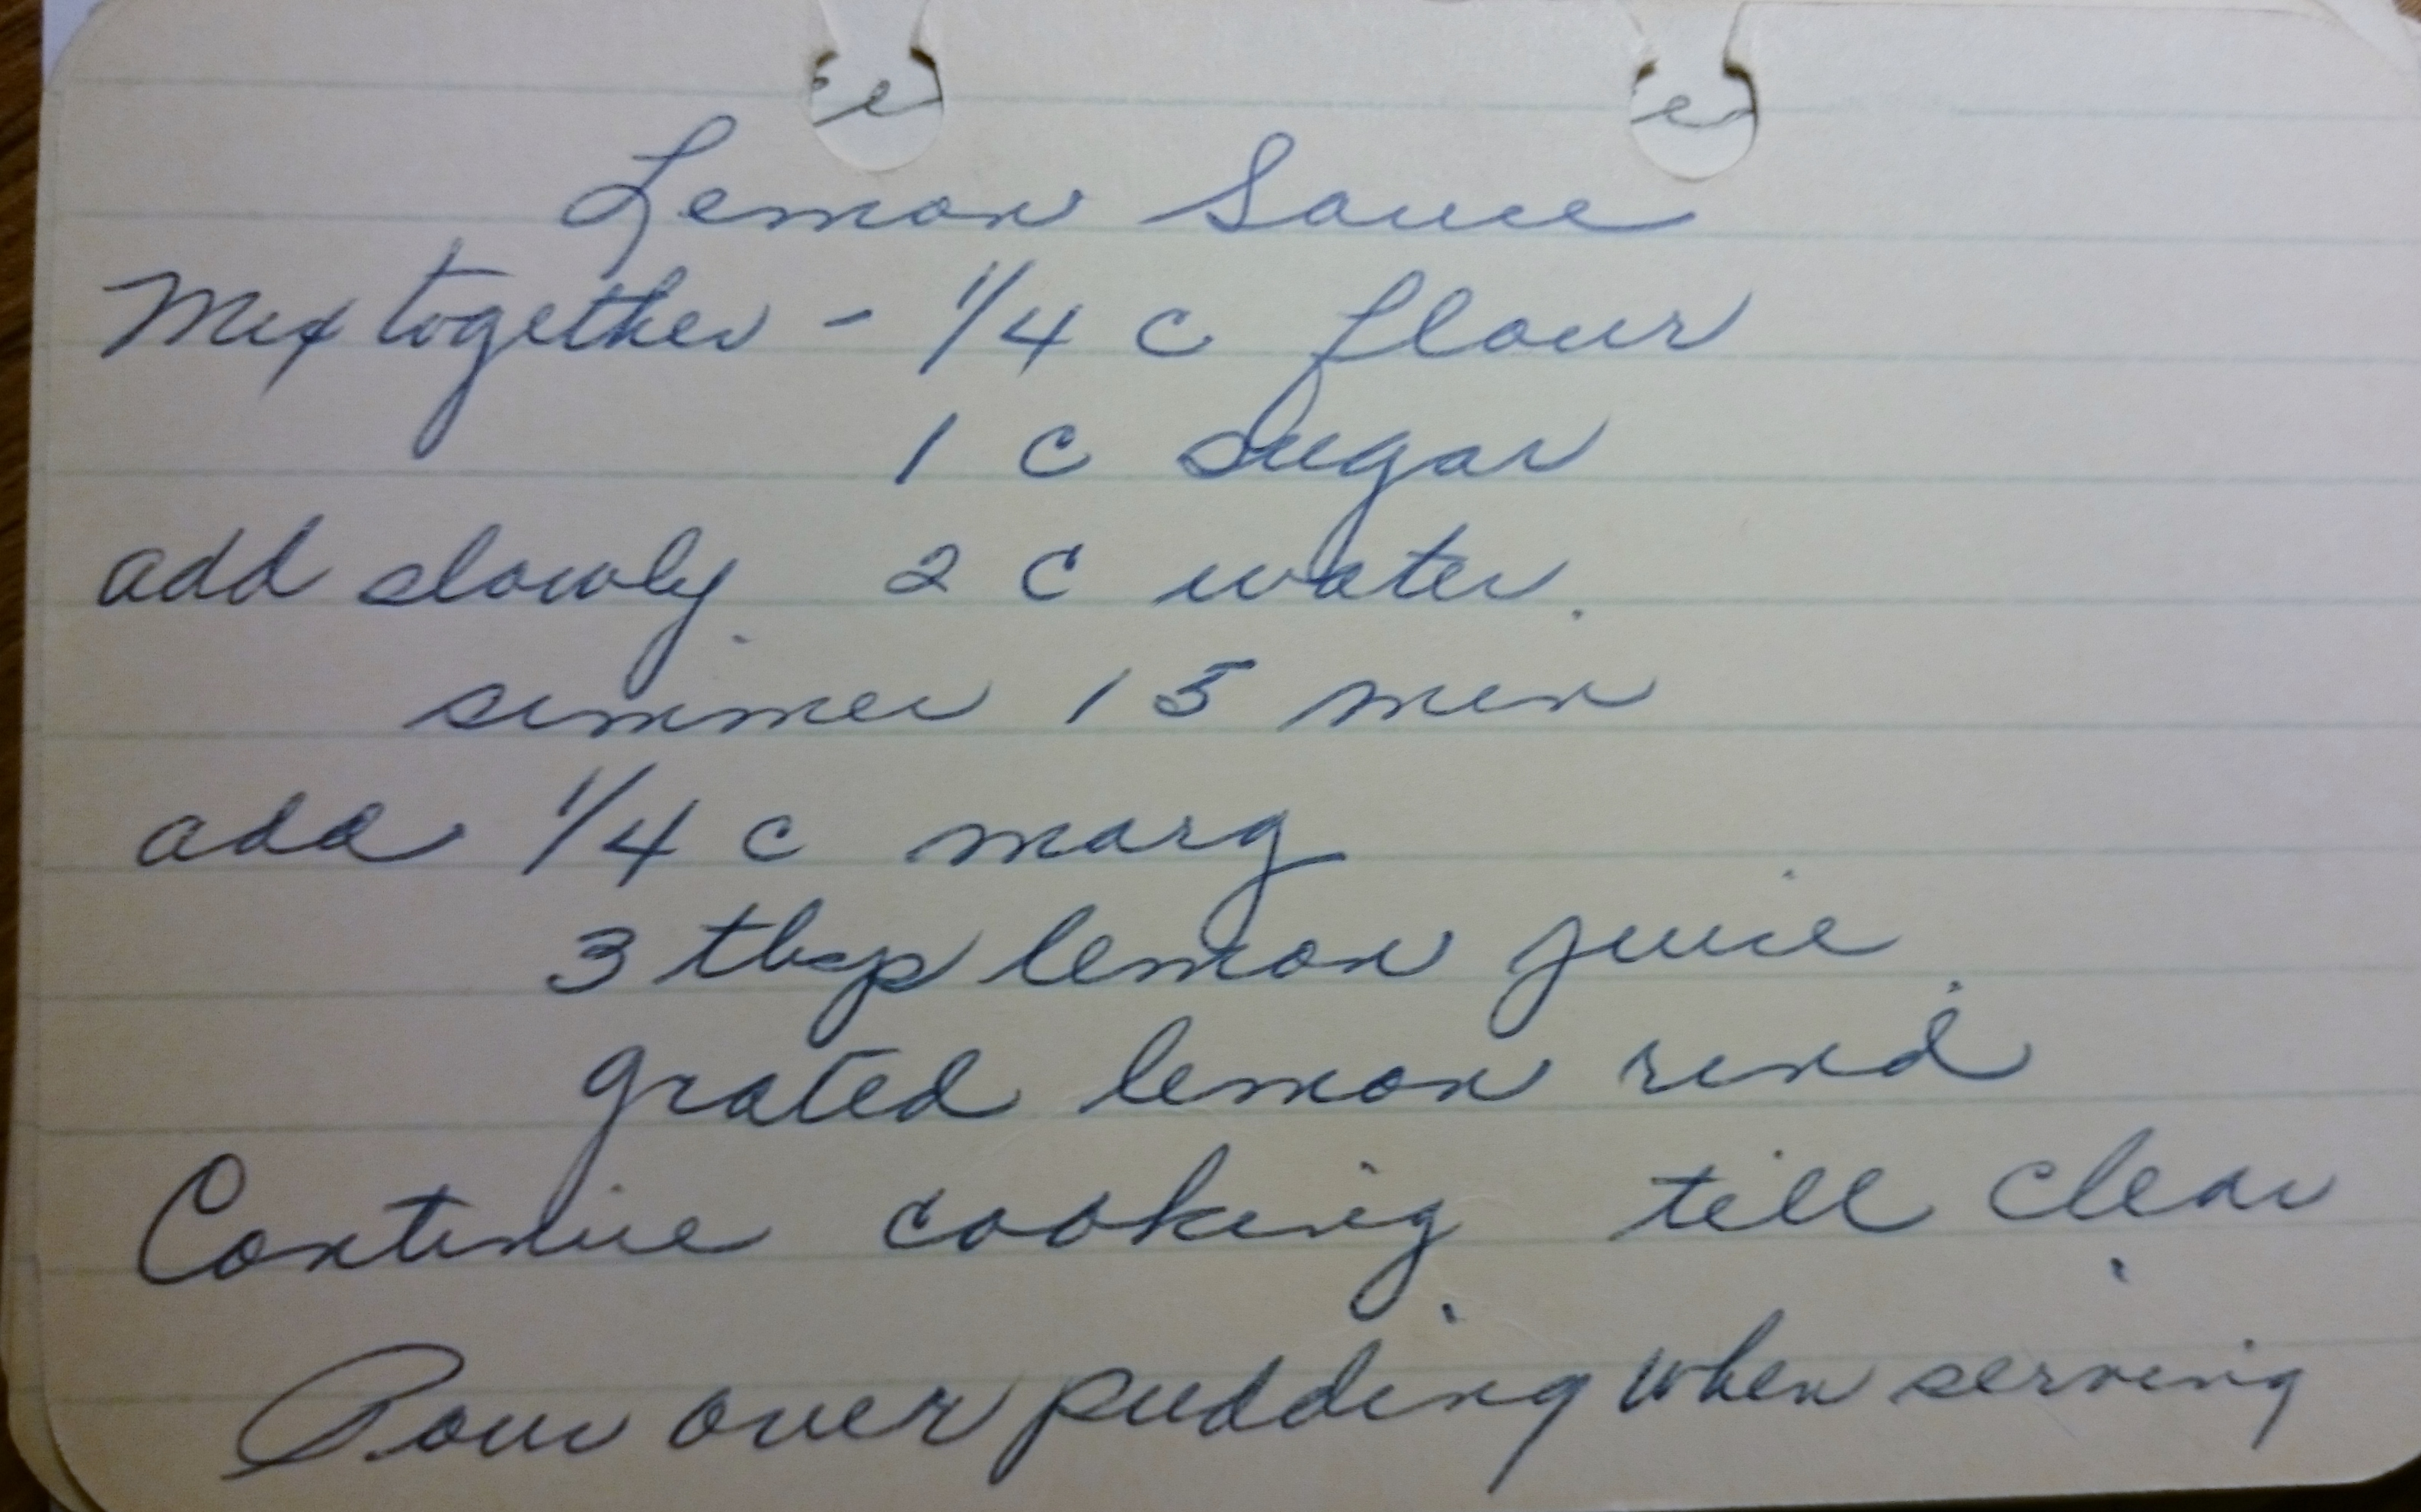 Lemon Sauce
Mix together - 1/4 c flour
1 c sugar
add slowly 2 c water.
simmer 15 min
add 1/4 c marg
3 tbsp lemon juice
grated lemon rind
Continue cooking till clear
Pour over pudding when serving